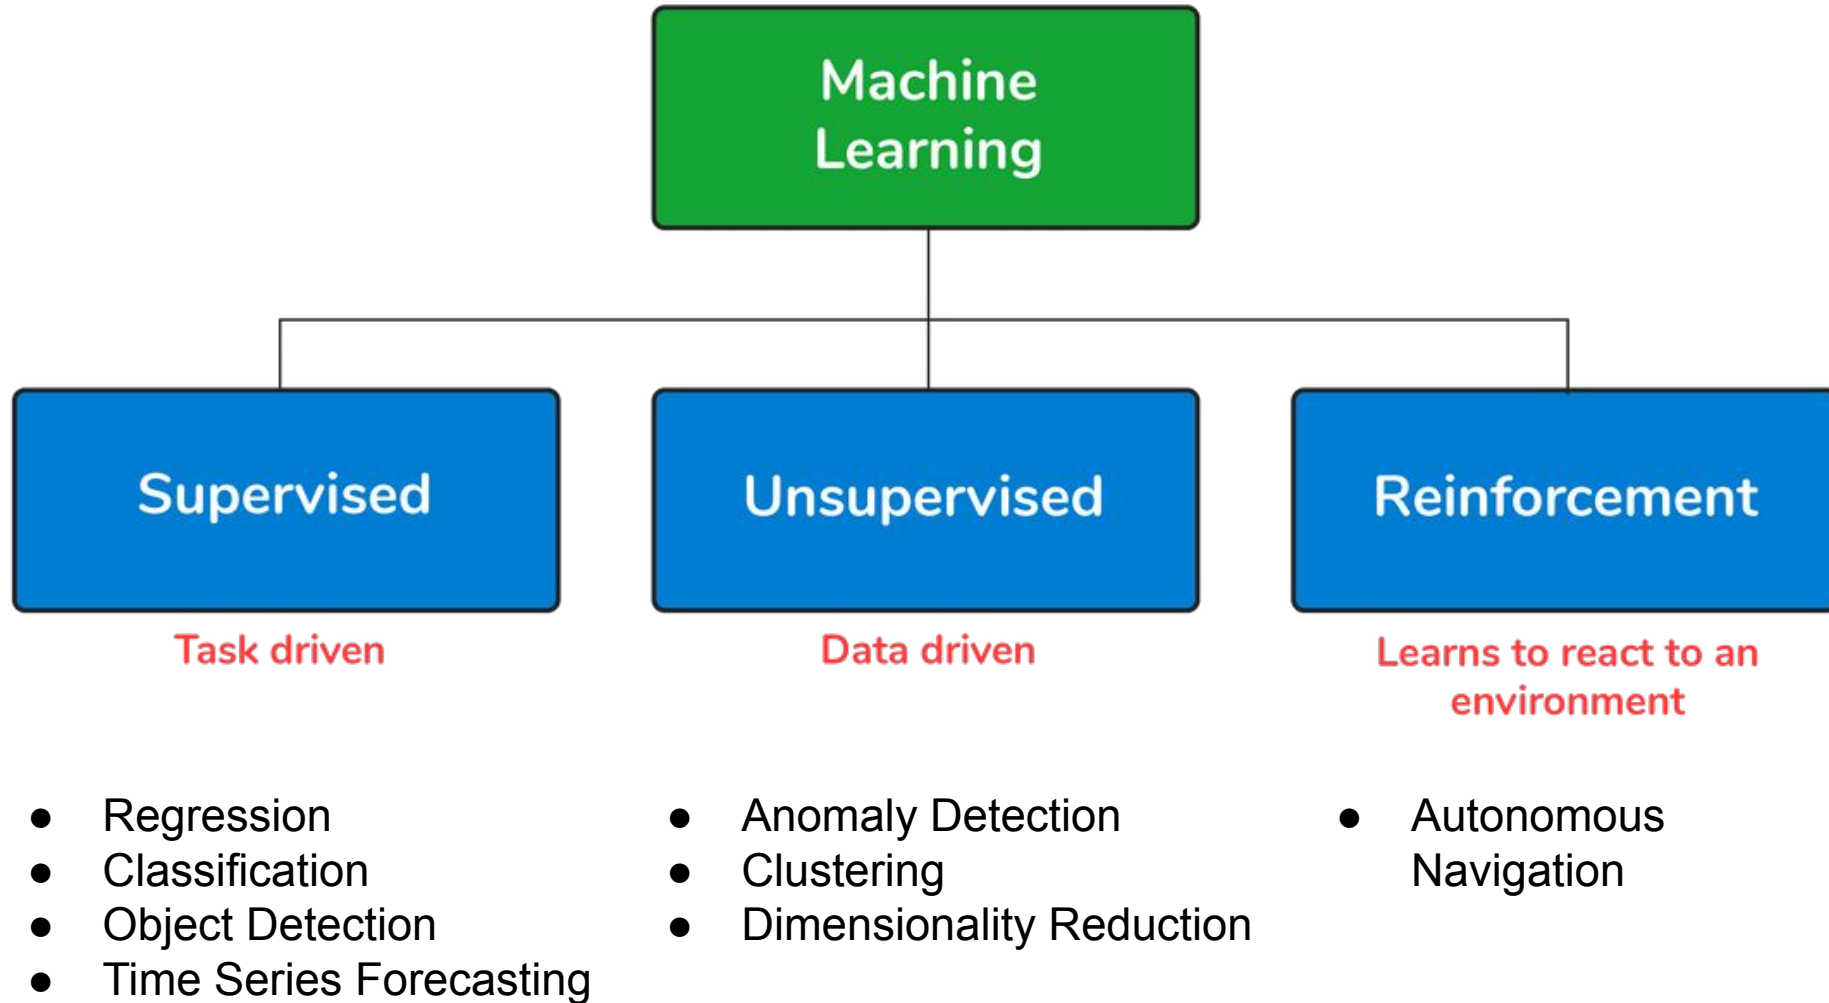 Machine
Learning
Supervised
Unsupervised
Reinforcement
Task driven
Data driven
Learns to react to an
environment
● Regression
● Classification
● Object Detection
● Time Series Forecasting
● Anomaly Detection
● Clustering
● Dimensionality Reduction
● Autonomous
Navigation